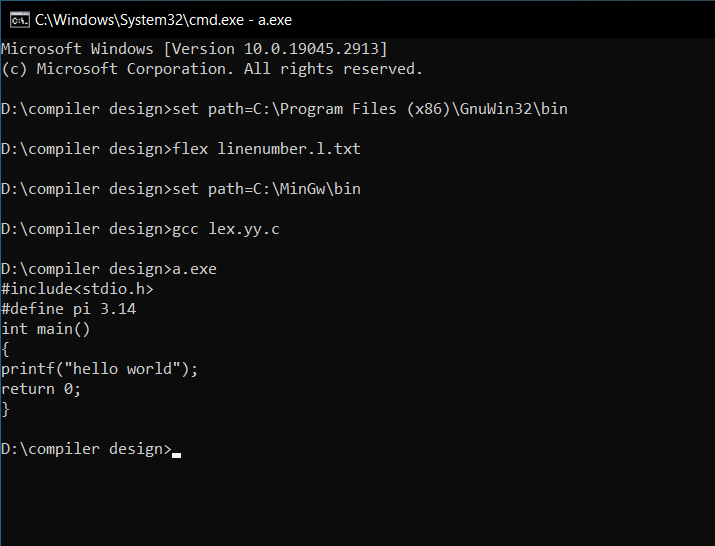 C:\Windows\System32\cmd.exe - a.exe
Microsoft Windows [Version 10.0.19045.2913]
(c) Microsoft Corporation. All rights reserved.
D:\compiler design>set path=C:\Program Files (x86)\GnuWin32\bin
D:\compiler design>flex linenumber.l.txt
D:\compiler design>set path=C:\MinGw\bin
D:\compiler design>gcc lex.yy.c
D:\compiler design>a.exe
#include<stdio.h>
#define pi 3.14
int main()
{
printf("hello world");
return 0;
}
D:\compiler design>